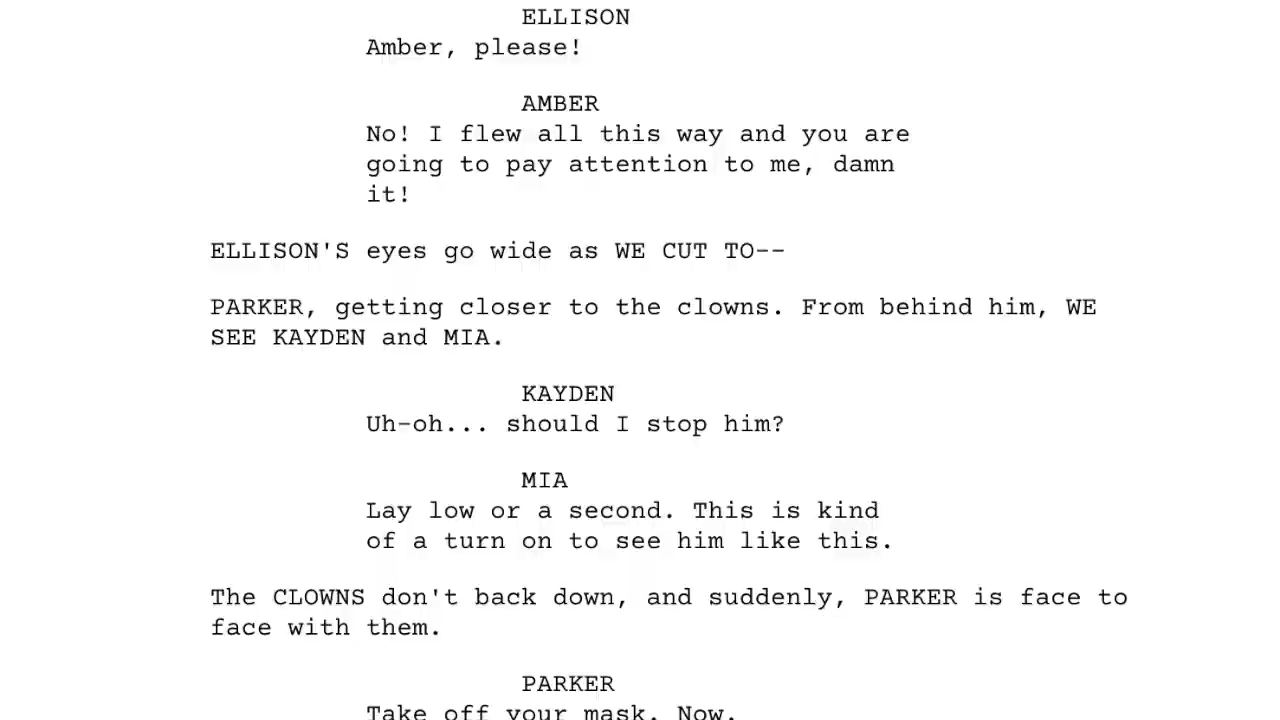 ELLISON
Amber, please!
AMBER
No! I flew all this way and you are
going to pay attention to me, damn
it!
ELLISON'S eyes go wide as WE CUT TO--
PARKER, getting closer to the clowns. From behind him, WE
SEE KAYDEN and MIA.
KAYDEN
Uh-oh... should I stop him?
MIA
Lay low or a second. This is kind
of a turn on to see him like this.
The CLOWNS don't back down, and suddenly, PARKER is face to
face with them.
PARKER
Take off your mask. Now.